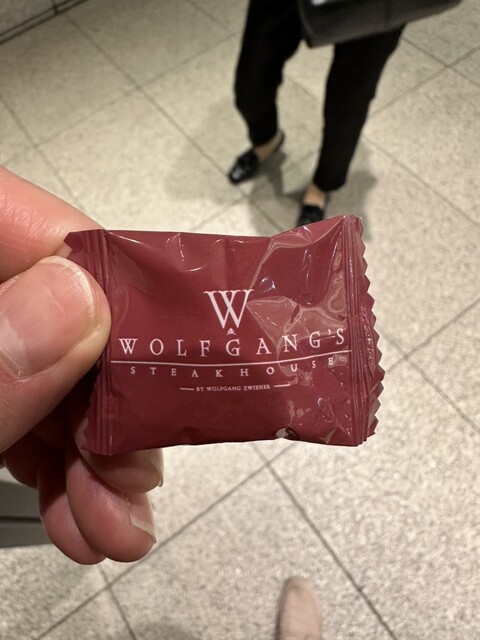 W
WOLFGANG'S
STEAKHOUSE
BY WOLFGANG ZWIENER